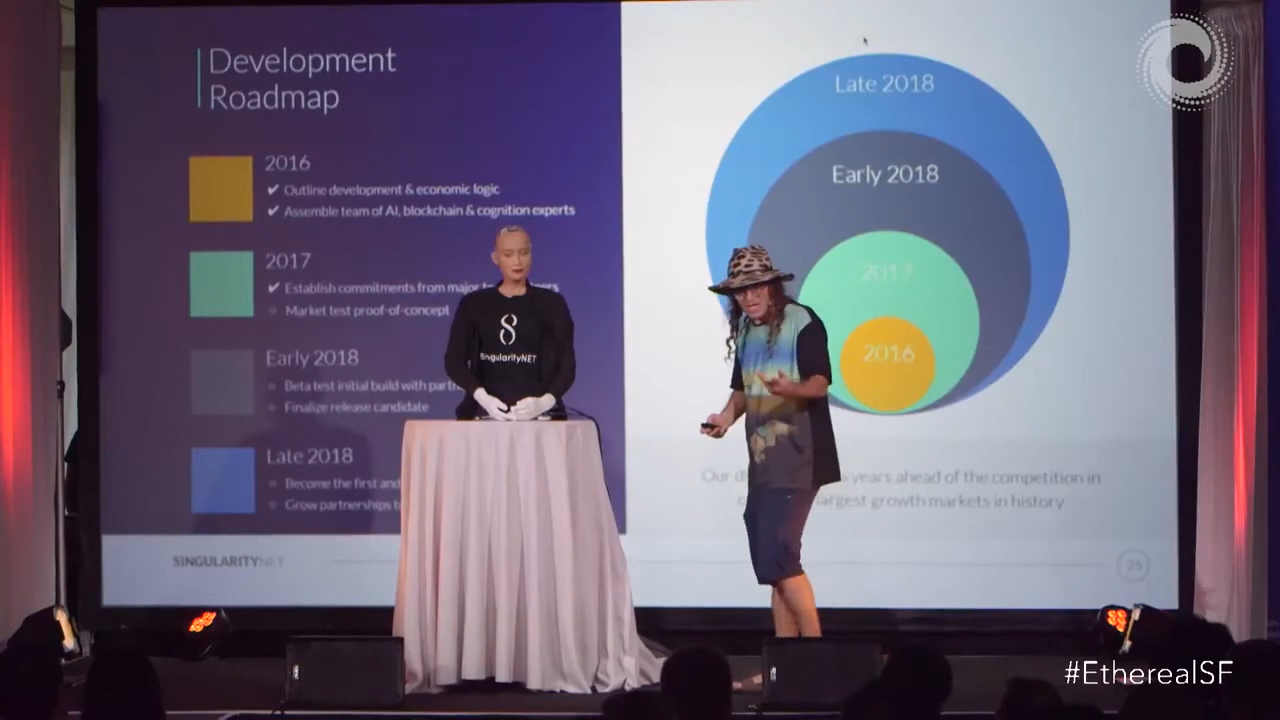 Development
Roadmap
2016
✔ Outline development & economic logic
✔ Assemble team of AI, blockchain & cognition experts
2017
✔ Establish commitments from major
Market test proof-of-concept
Early 2018
Beta test initial build with
Finalize release candidate
Late 2018
Become the first and
Grow partnerships
SINGULARITYNET
Late 2018
Early 2018
2017
2016
Our years ahead of the competition in
largest growth markets in history
25
8
SingularityNET
#EtherealSF